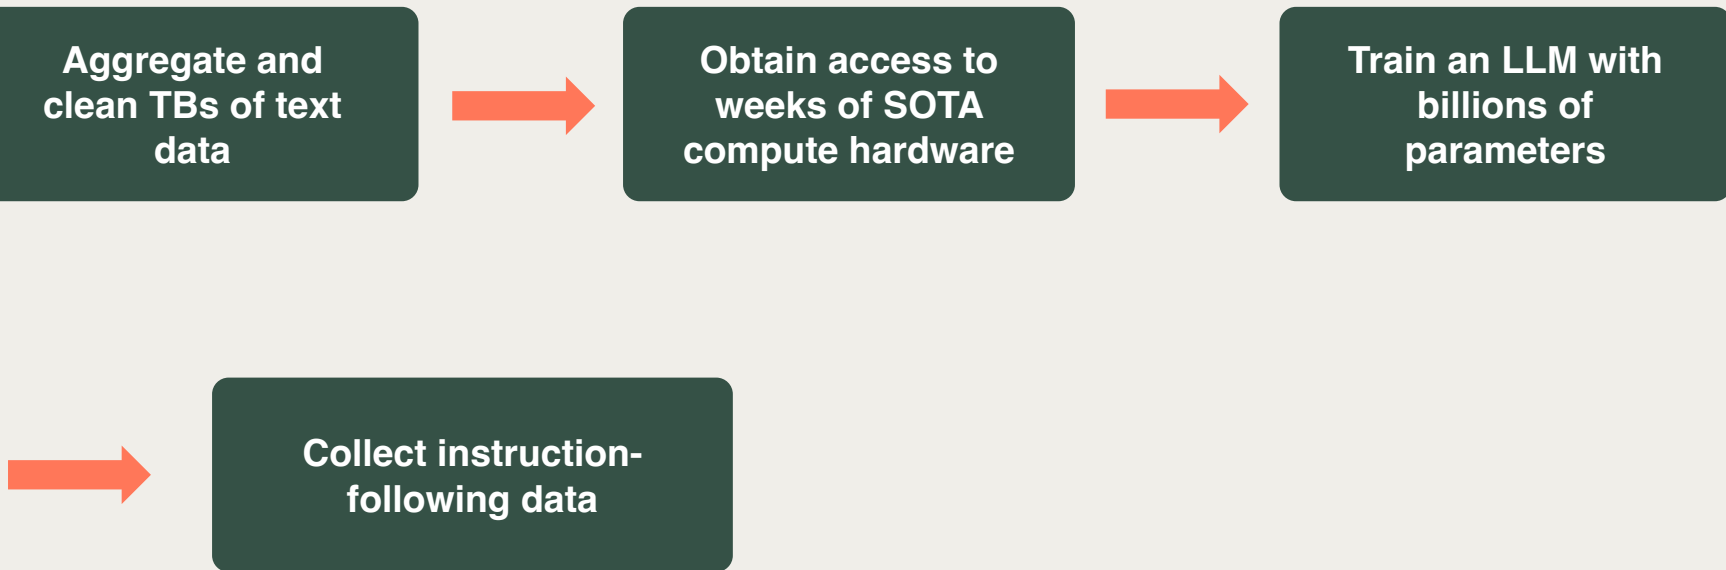 Aggregate and
clean TBs of text
data
Obtain access to
weeks of SOTA
compute hardware
Train an LLM with
billions of
parameters
Collect instruction-
following data